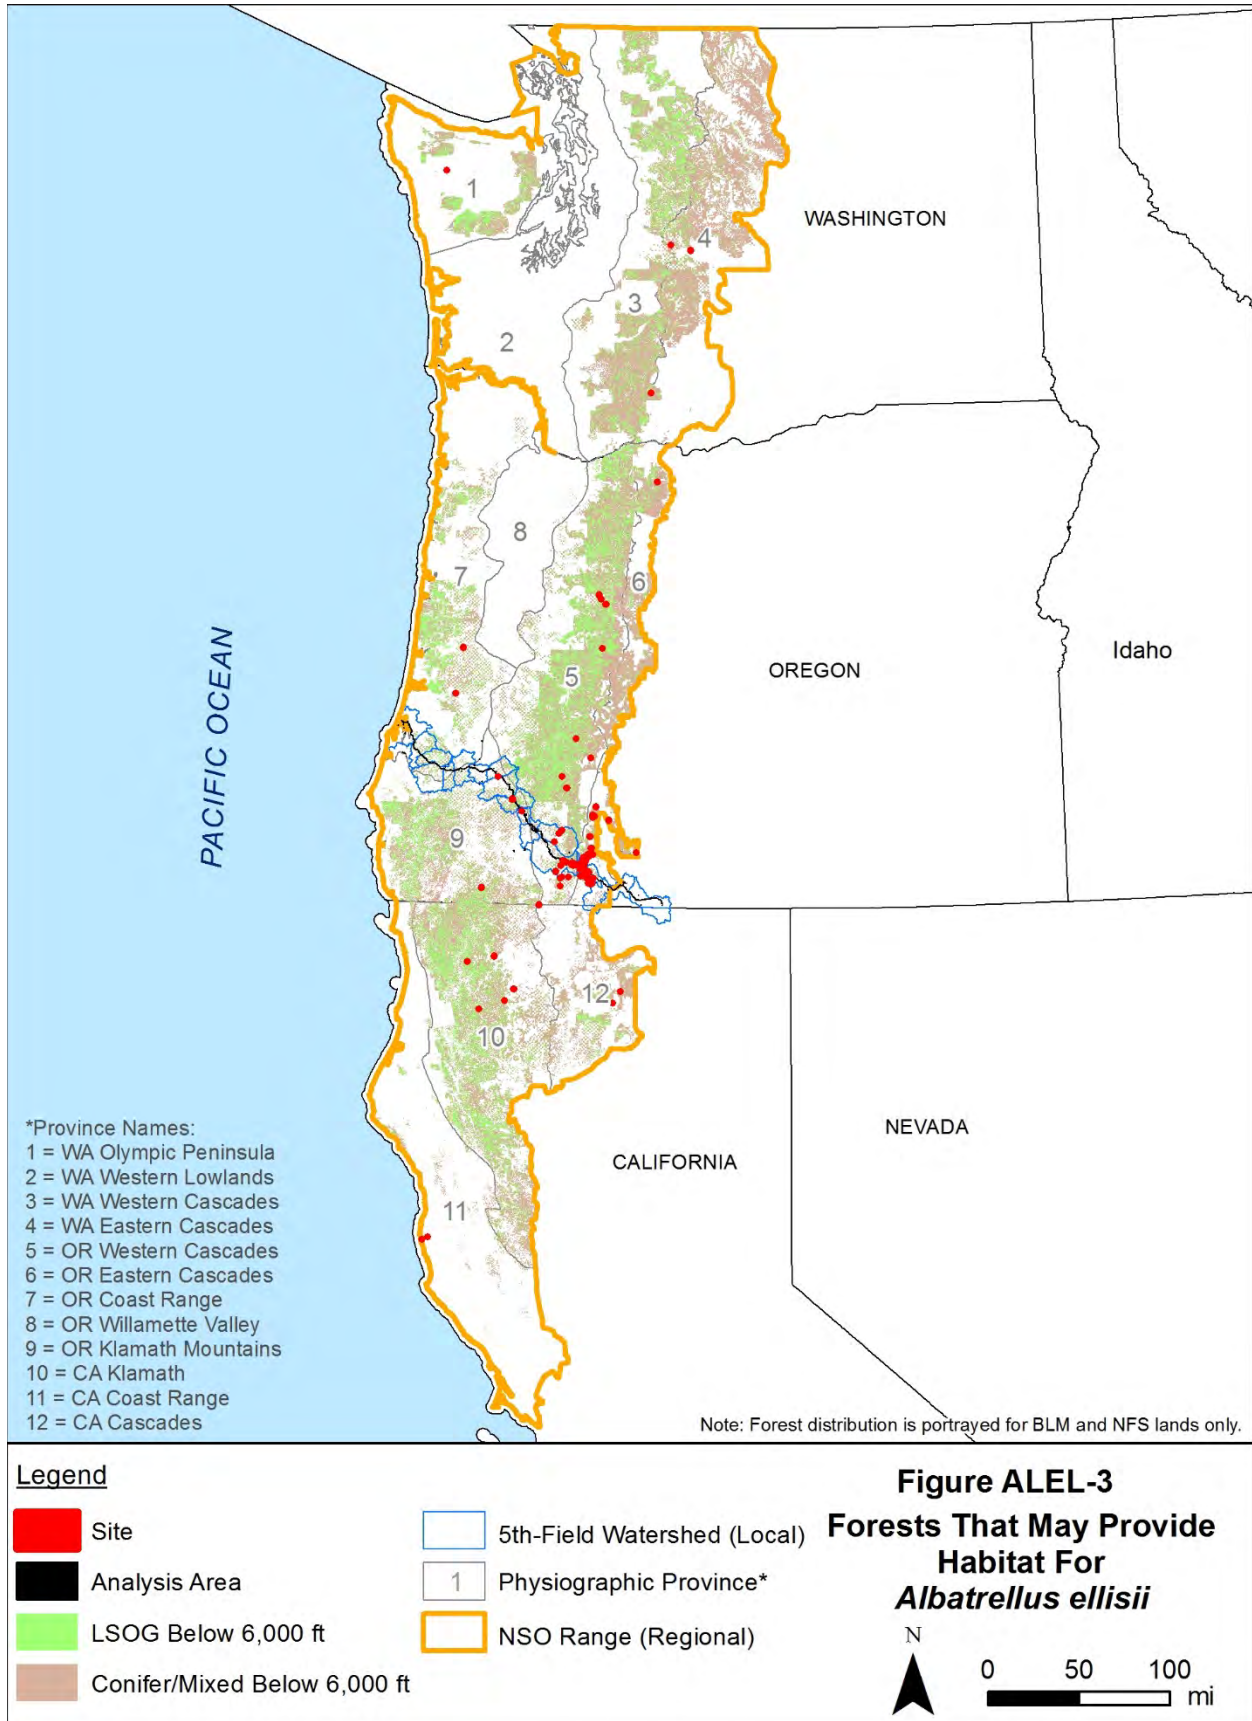 WASHINGTON
1
4
3
2
8
7
6
5
OREGON
Idaho
PACIFIC OCEAN
9
12
10
NEVADA
CALIFORNIA
11
*Province Names:
1 = WA Olympic Peninsula
2 = WA Western Lowlands
3 = WA Western Cascades
4 = WA Eastern Cascades
5 = OR Western Cascades
6 = OR Eastern Cascades
7 = OR Coast Range
8 = OR Willamette Valley
9 = OR Klamath Mountains
10 = CA Klamath
11 = CA Coast Range
12 = CA Cascades
Note: Forest distribution is portrayed for BLM and NFS lands only.
Legend
Site
Analysis Area
LSOG Below 6,000 ft
Conifer/Mixed Below 6,000 ft
5th-Field Watershed (Local)
1 Physiographic Province*
NSO Range (Regional)
Figure ALEL-3
Forests That May Provide
Habitat For
Albatrellus ellisii
N
0 50 100
mi